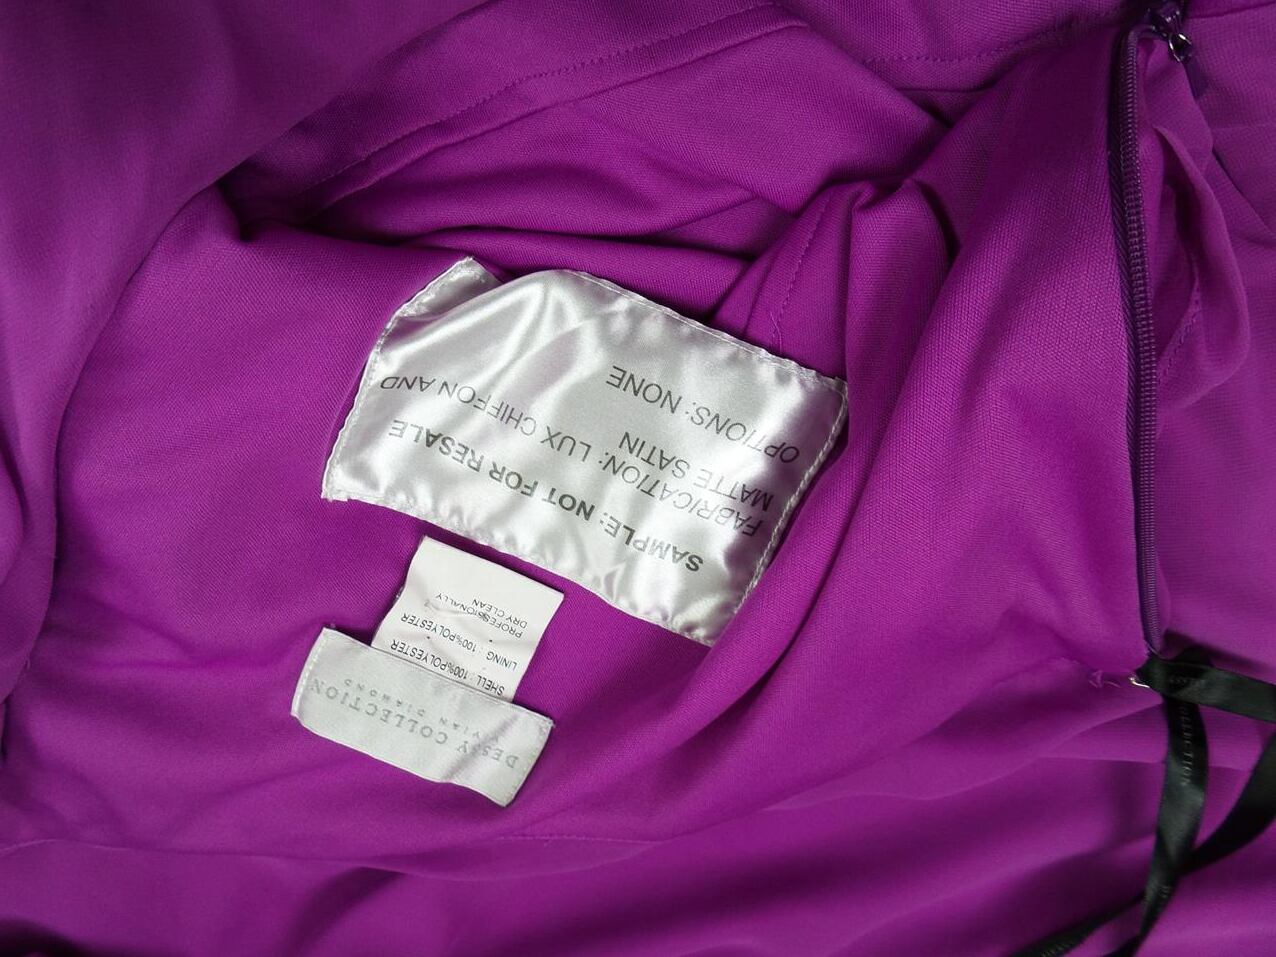 DESSY COLLECTION
VIVIAN DIAMOND
SHELL : 100%POLYESTER
LINING : 100%POLYESTER
PROFESSIONALLY
DRY CLEAN
SAMPLE: NOT FOR RESALE
FABRICATION: LUX CHIFFON AND
MATTE SATIN
OPTIONS: NONE